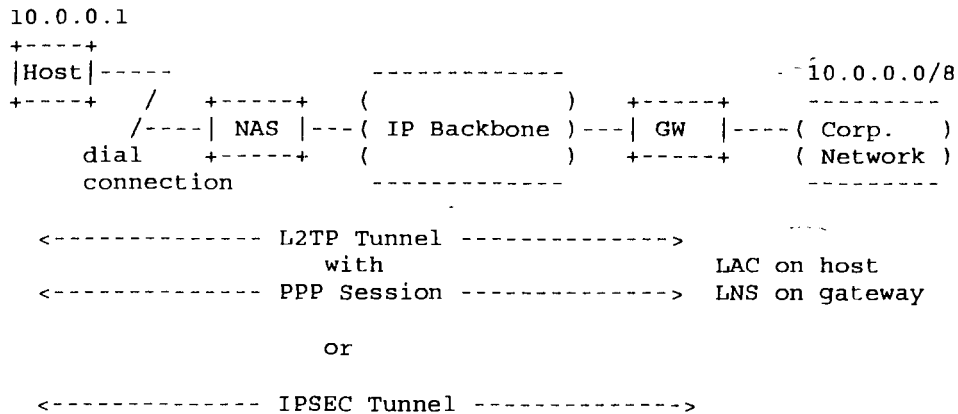 10.0.0.1
+----+
|Host|-----           -------------              10.0.0.0/8
+----+   /   +-----+  (             )   +-----+  ---------
        /----| NAS |---( IP Backbone )---| GW  |----( Corp.   )
    dial     +-----+  (             )   +-----+    ( Network )
    connection        -------------              ---------
<-------------- L2TP Tunnel -------------->
with LAC on host
<-------------- PPP Session --------------> LNS on gateway
or
<-------------- IPSEC Tunnel -------------->